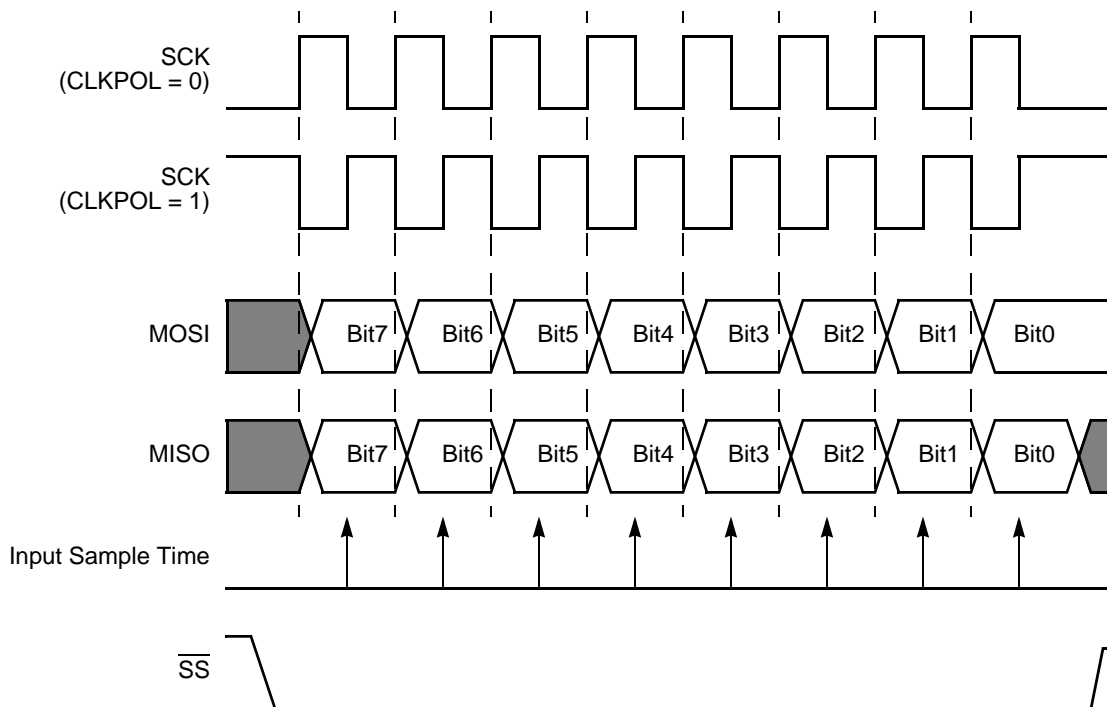 SCK
(CLKPOL = 0)
SCK
(CLKPOL = 1)
MOSI
Bit7 Bit6 Bit5 Bit4 Bit3 Bit2 Bit1 Bit0
MISO
Bit7 Bit6 Bit5 Bit4 Bit3 Bit2 Bit1 Bit0
Input Sample Time
SS